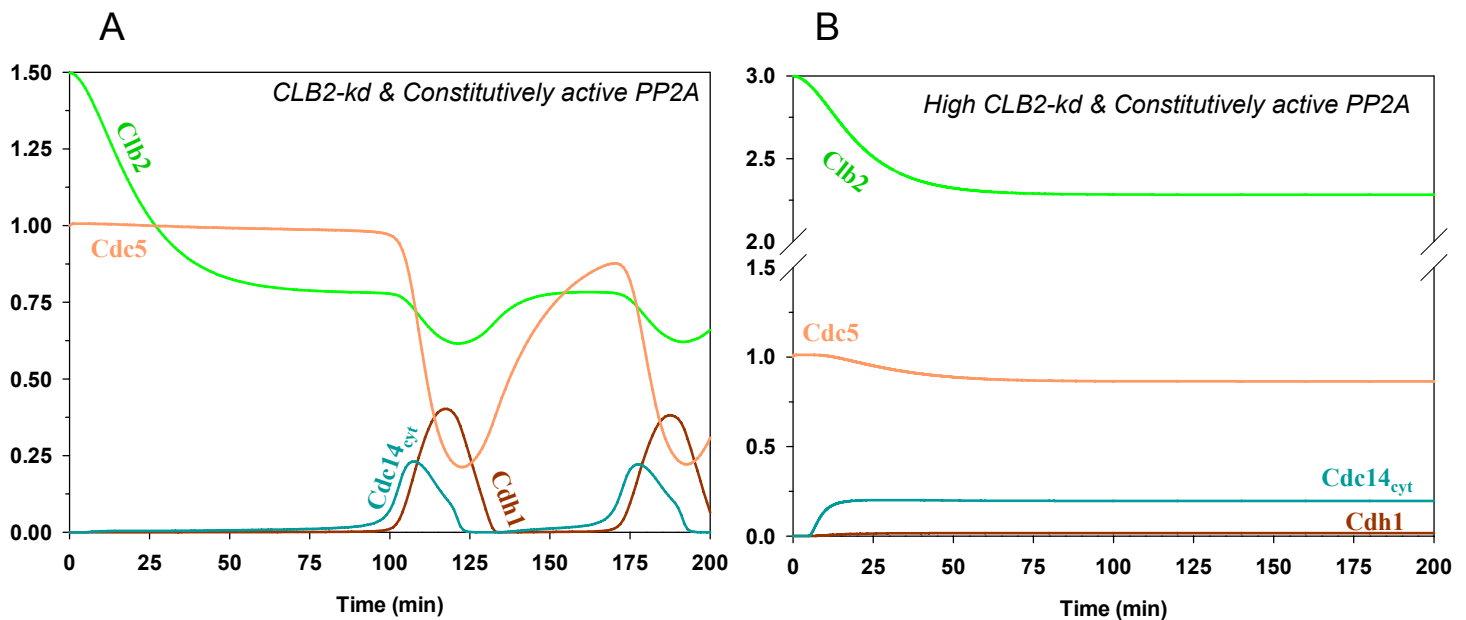 A
CLB2-kd & Constitutively active PP2A
1.50
1.25
1.00
0.75
0.50
0.25
0.00
Clb2
Cdc5
Cdc14cyt
Cdh1
0 25 50 75 100 125 150 175 200
Time (min)
B
High CLB2-kd & Constitutively active PP2A
3.0
2.5
2.0
1.5
1.0
0.5
0.0
Clb2
Cdc5
Cdc14cyt
Cdh1
0 25 50 75 100 125 150 175 200
Time (min)